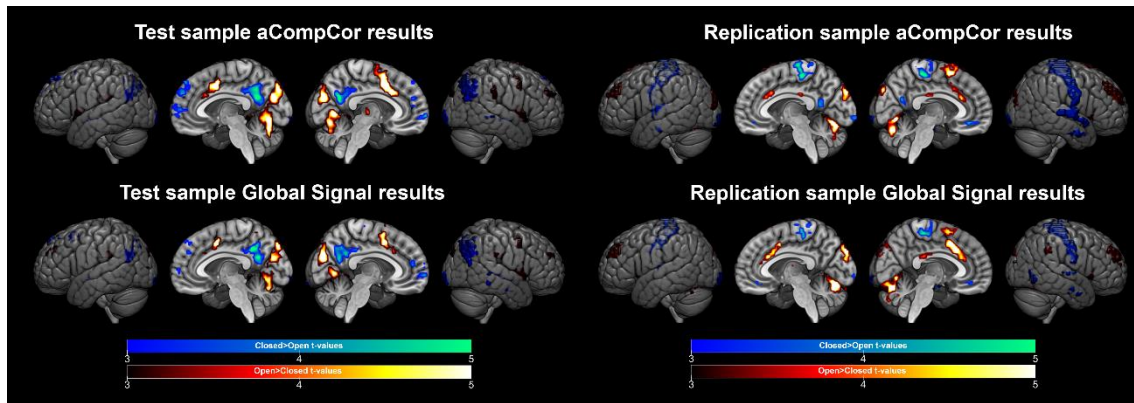 Test sample aCompCor results
Replication sample aCompCor results
Test sample Global Signal results
Replication sample Global Signal results
Closed>Open t-values
3 4 5
Open>Closed t-values
3 4 5
Closed>Open t-values
3 4 5
Open>Closed t-values
3 4 5